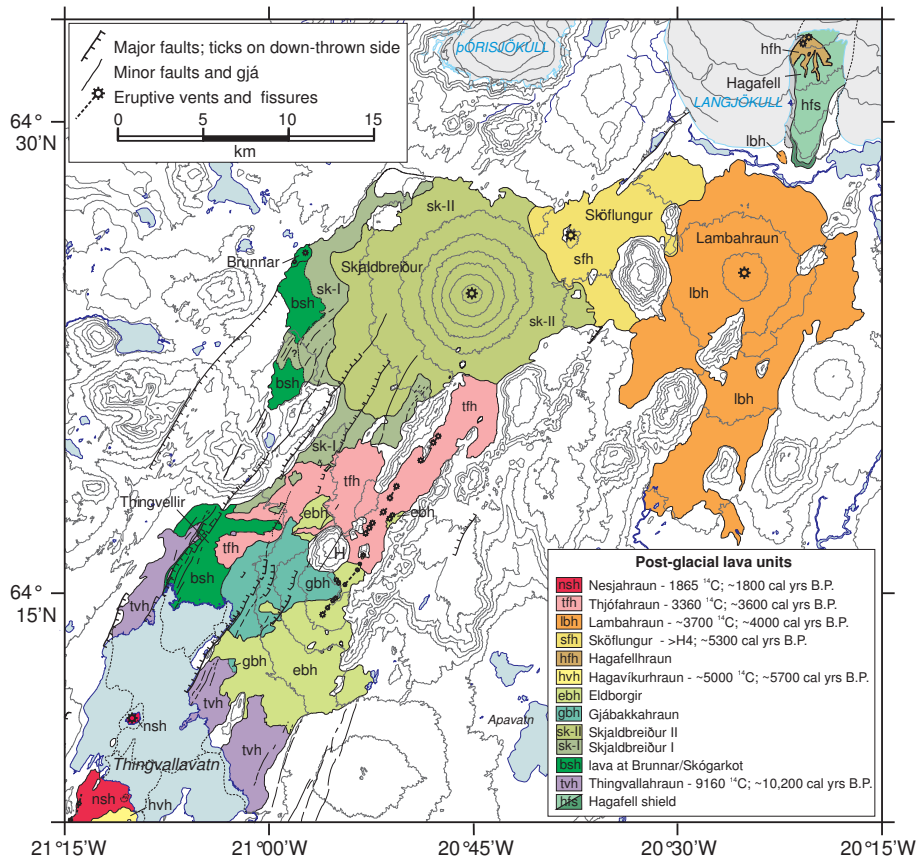 Major faults; ticks on down-thrown side
Minor faults and gjá
Eruptive vents and fissures
0 5 10 15
km
ÞÓRISJÖKULL
hfh
Hagafell
LANGJÖKULL
hfs
lbh
64°
30'N
sk-II
Sköflungur
Lambahraun
Brunnar
Skjaldbreiður
sfh
sk-I
lbh
bsh
sk-II
?
bsh
lbh
tfh
sk-I
tfh
Thingvellir
ebh
ebh
tfh
H
bsh
gbh
64°
15'N
tvh
gbh
ebh
tvh
nsh
Apavatn
tvh
Thingvallavatn
nsh
hvh
Post-glacial lava units
nsh Nesjahraun - 1865 ¹⁴C; ~1800 cal yrs B.P.
tfh Thjófahraun - 3360 ¹⁴C; ~3600 cal yrs B.P.
lbh Lambahraun - ~3700 ¹⁴C; ~4000 cal yrs B.P.
sfh Sköflungur - >H4; ~5300 cal yrs B.P.
hfh Hagafellhraun
hvh Hagavíkurhraun - ~5000 ¹⁴C; ~5700 cal yrs B.P.
ebh Eldborgir
gbh Gjábakkahraun
sk-II Skjaldbreiður II
sk-I Skjaldbreiður I
bsh lava at Brunnar/Skógarkot
tvh Thingvallahraun - 9160 ¹⁴C; ~10,200 cal yrs B.P.
hfs Hagafell shield
21°15'W 21°00'W 20°45'W 20°30'W 20°15'W